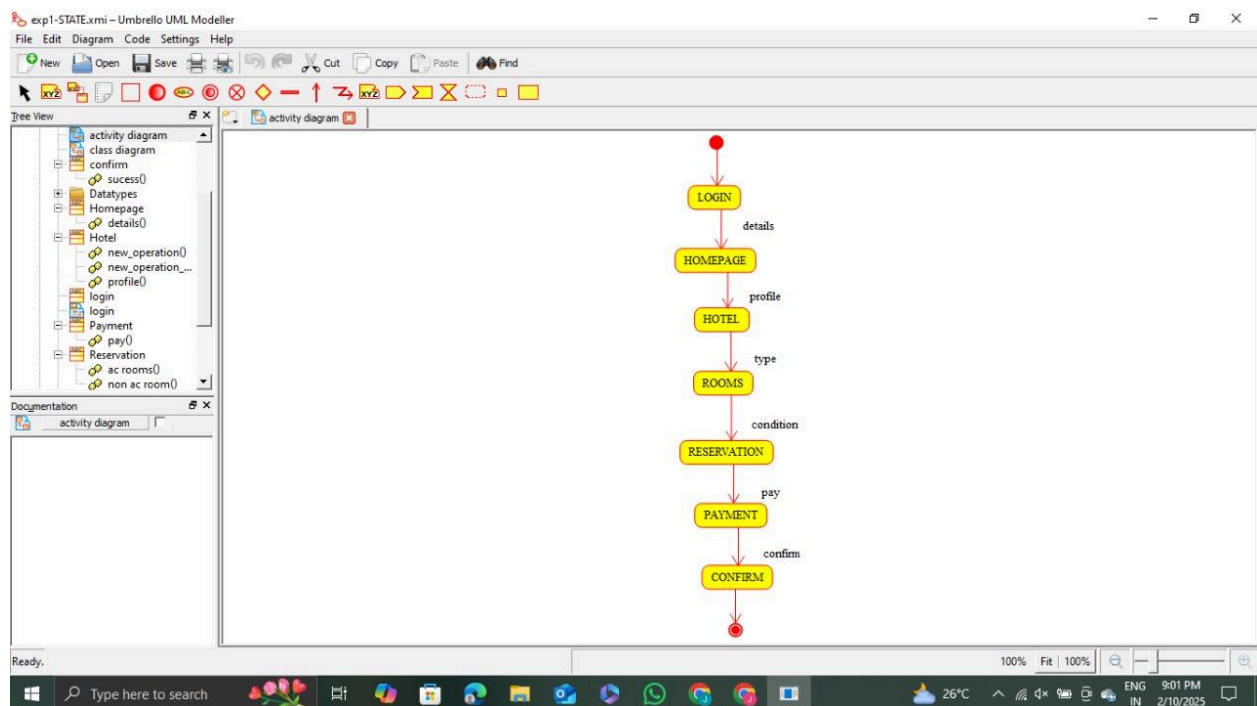 exp1-STATE.xmi – Umbrello UML Modeller
File Edit Diagram Code Settings Help
New Open Save Cut Copy Paste Find
XYZ ABC XYZ
Tree View
activity diagram
activity diagram
class diagram
confirm
sucess()
Datatypes
Homepage
details()
Hotel
new_operation()
new_operation_...
profile()
login
login
Payment
pay()
Reservation
ac rooms()
non ac room()
Documentation
activity diagram
LOGIN
details
HOMEPAGE
profile
HOTEL
type
ROOMS
condition
RESERVATION
pay
PAYMENT
confirm
CONFIRM
Ready.
100% Fit 100%
Type here to search
26°C
ENG
IN
9:01 PM
2/10/2025